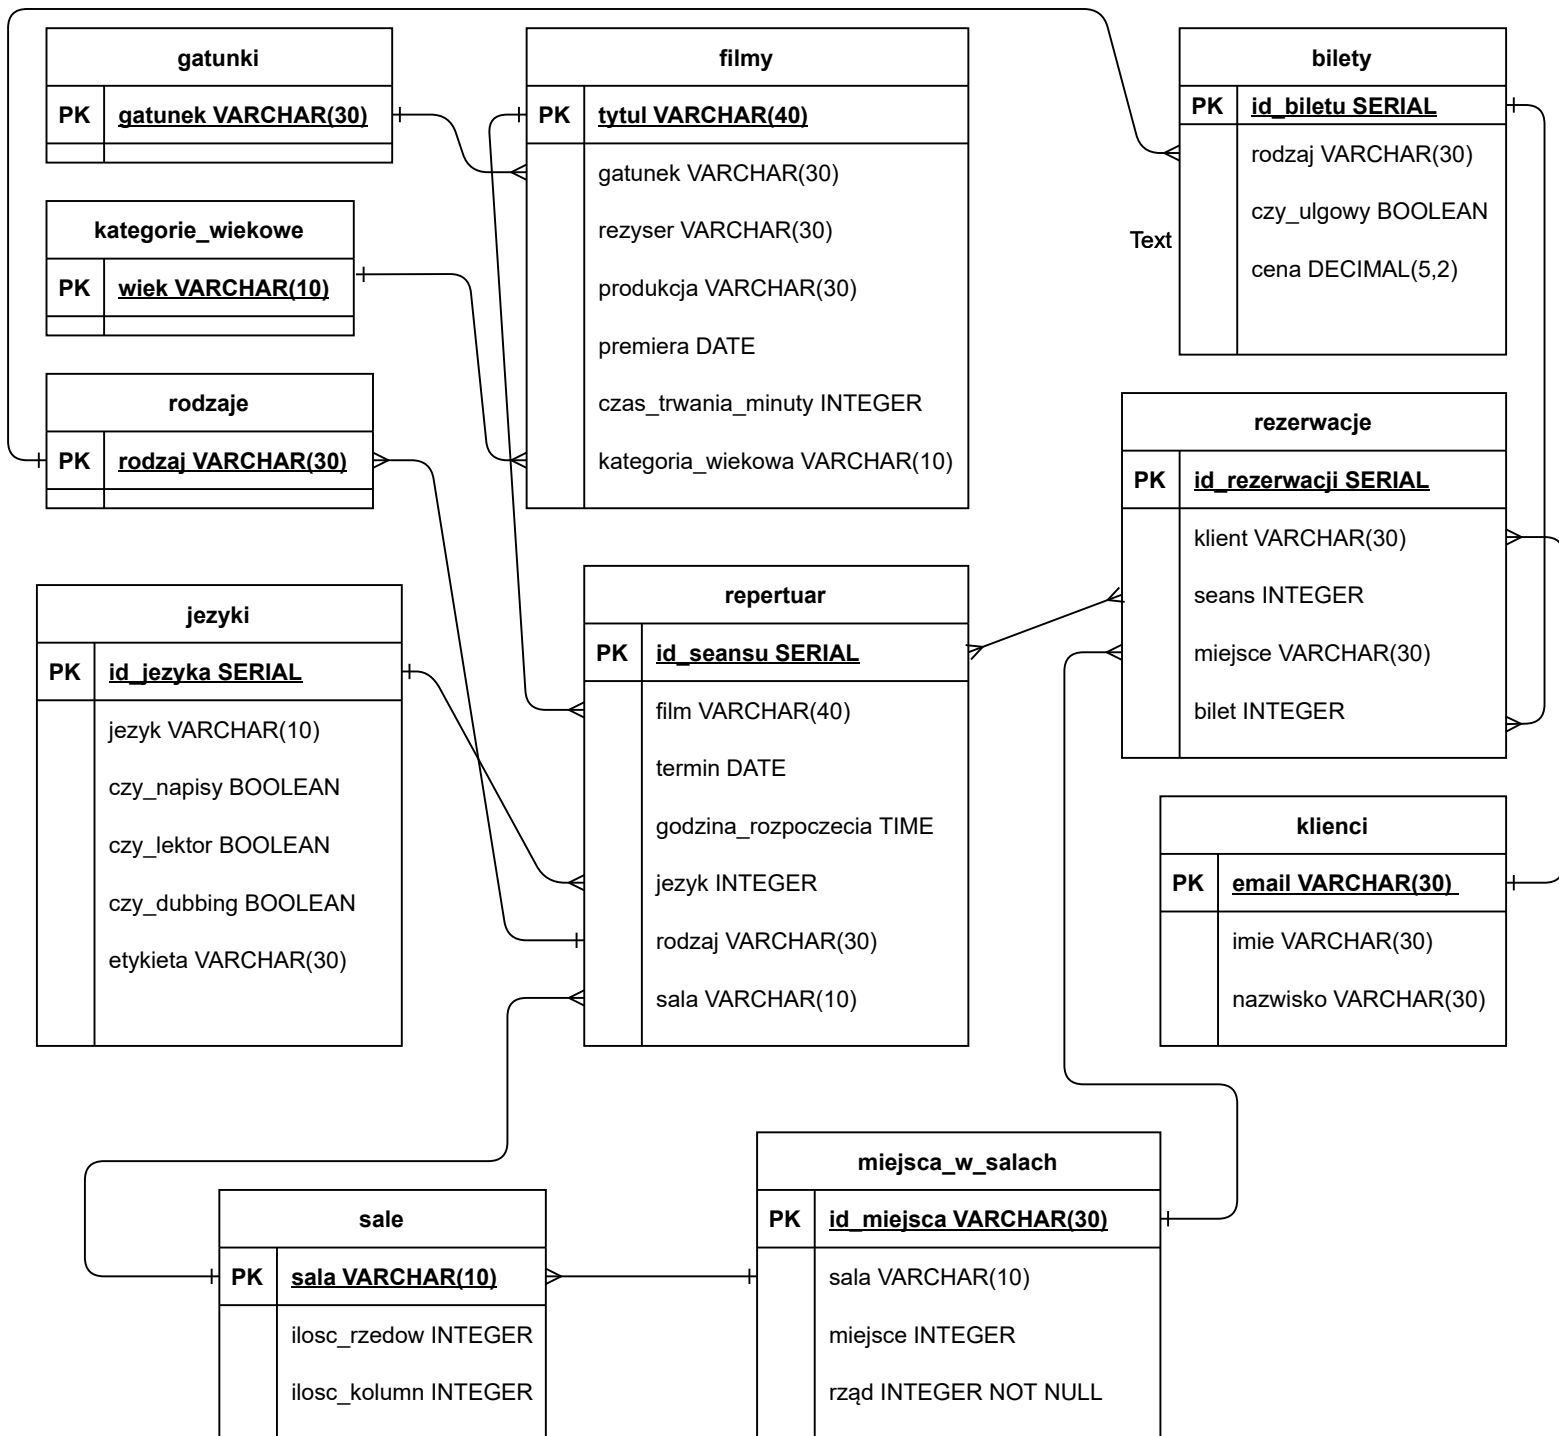 gatunki
PK gatunek VARCHAR(30)
filmy
PK tytul VARCHAR(40)
gatunek VARCHAR(30)
rezyser VARCHAR(30)
produkcja VARCHAR(30)
premiera DATE
czas_trwania_minuty INTEGER
kategoria_wiekowa VARCHAR(10)
bilety
PK id_biletu SERIAL
rodzaj VARCHAR(30)
czy_ulgowy BOOLEAN
cena DECIMAL(5,2)
Text
kategorie_wiekowe
PK wiek VARCHAR(10)
rodzaje
PK rodzaj VARCHAR(30)
rezerwacje
PK id_rezerwacji SERIAL
klient VARCHAR(30)
seans INTEGER
miejsce VARCHAR(30)
bilet INTEGER
jezyki
PK id_jezyka SERIAL
jezyk VARCHAR(10)
czy_napisy BOOLEAN
czy_lektor BOOLEAN
czy_dubbing BOOLEAN
etykieta VARCHAR(30)
repertuar
PK id_seansu SERIAL
film VARCHAR(40)
termin DATE
godzina_rozpoczecia TIME
jezyk INTEGER
rodzaj VARCHAR(30)
sala VARCHAR(10)
klienci
PK email VARCHAR(30)
imie VARCHAR(30)
nazwisko VARCHAR(30)
sale
PK sala VARCHAR(10)
ilosc_rzedow INTEGER
ilosc_kolumn INTEGER
miejsca_w_salach
PK id_miejsca VARCHAR(30)
sala VARCHAR(10)
miejsce INTEGER
rząd INTEGER NOT NULL